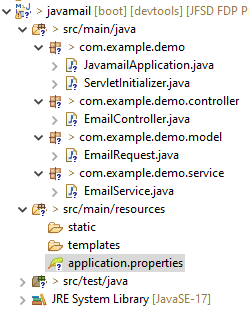 javamail [boot] [devtools] [JFSD FDP P
src/main/java
com.example.demo
JavamailApplication.java
ServletInitializer.java
com.example.demo.controller
EmailController.java
com.example.demo.model
EmailRequest.java
com.example.demo.service
EmailService.java
src/main/resources
static
templates
application.properties
src/test/java
JRE System Library [JavaSE-17]